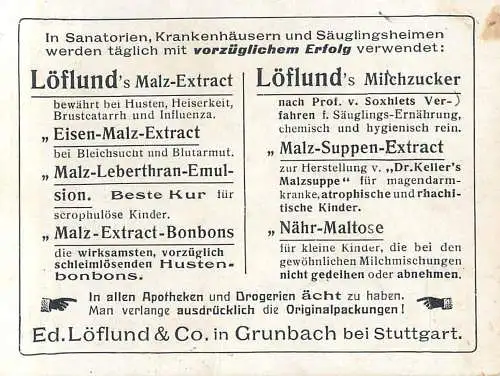 In Sanatorien, Krankenhäusern und Säuglingsheimen
werden täglich mit vorzüglichem Erfolg verwendet:
Löflund's Malz-Extract
bewährt bei Husten, Heiserkeit,
Brustcatarrh und Influenza.
„ Eisen-Malz-Extract
bei Bleichsucht und Blutarmut.
„ Malz-Leberthran-Emul-
sion. Beste Kur für
scrophulöse Kinder.
„ Malz-Extract-Bonbons
die wirksamsten, vorzüglich
schleimlösenden Husten-
bonbons.
Löflund's Milchzucker
nach Prof. v. Soxhlets Ver-
fahren f. Säuglings-Ernährung,
chemisch und hygienisch rein.
„ Malz-Suppen-Extract
zur Herstellung v. „Dr. Keller's
Malzsuppe" für magendarm-
kranke, atrophische und rhachi-
tische Kinder.
„ Nähr-Maltose
für kleine Kinder, die bei den
gewöhnlichen Milchmischungen
nicht gedeihen oder abnehmen.
In allen Apotheken und Drogerien ächt zu haben.
Man verlange ausdrücklich die Originalpackungen!
Ed. Löflund & Co. in Grunbach bei Stuttgart.